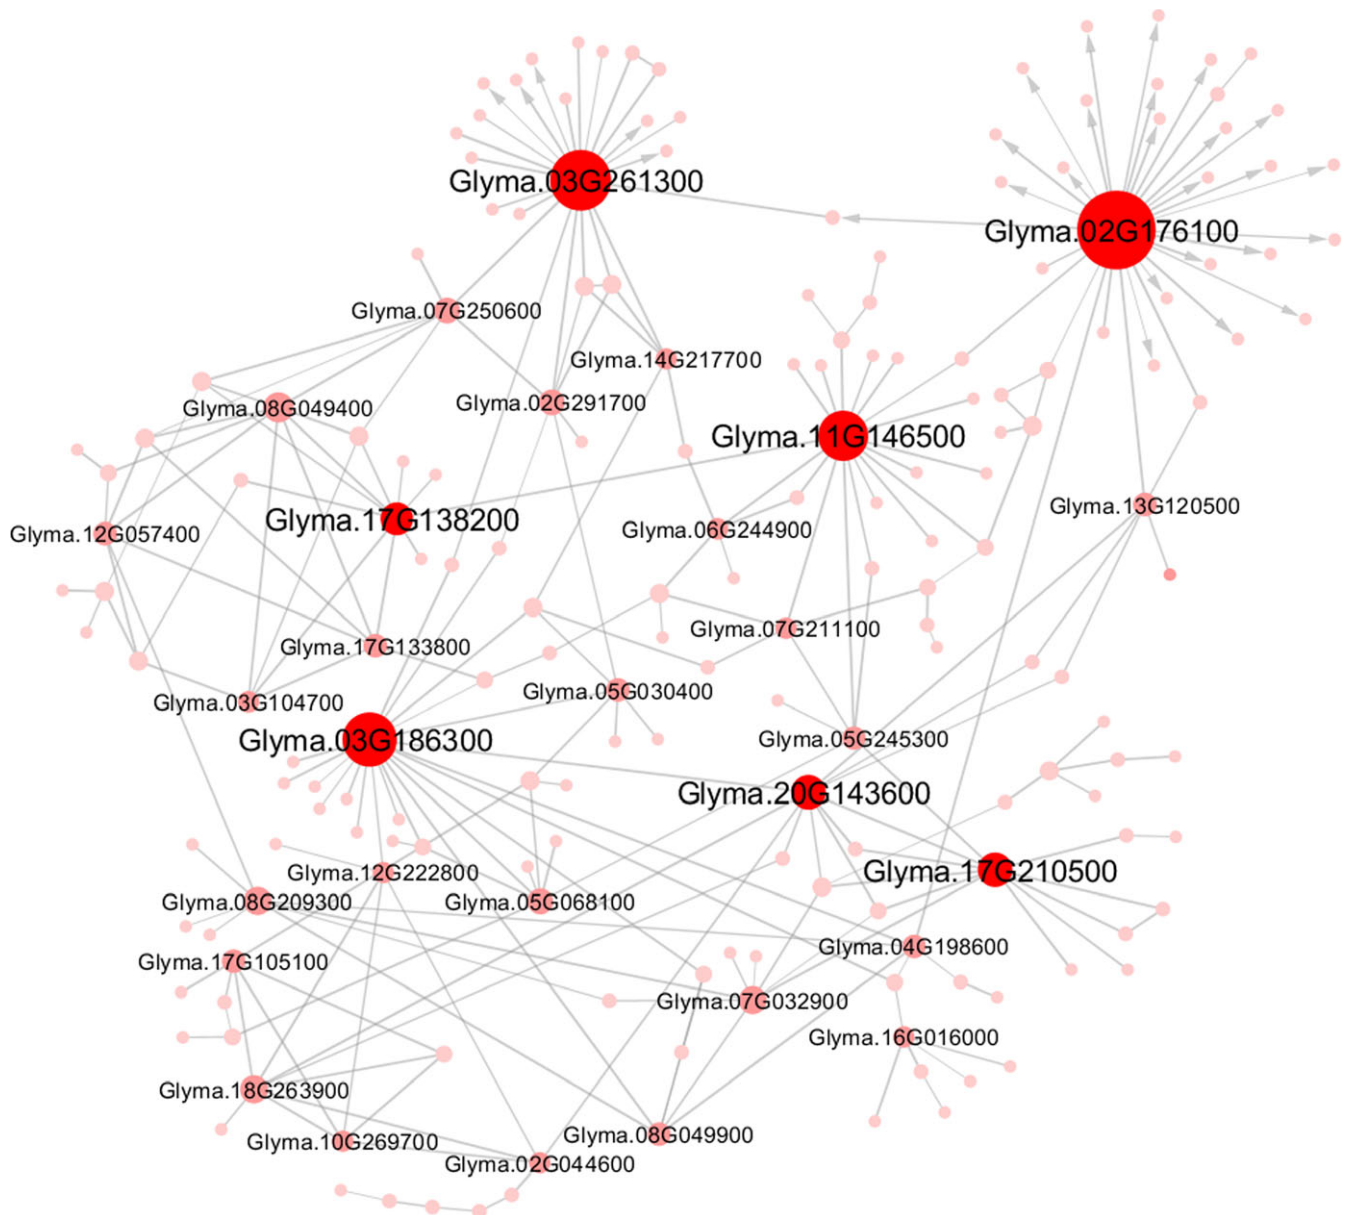 Glyma.03G261300
Glyma.02G176100
Glyma.07G250600
Glyma.14G217700
Glyma.08G049400
Glyma.02G291700
Glyma.11G146500
Glyma.17G138200
Glyma.13G120500
Glyma.12G057400
Glyma.06G244900
Glyma.07G211100
Glyma.17G133800
Glyma.05G030400
Glyma.03G104700
Glyma.03G186300
Glyma.05G245300
Glyma.20G143600
Glyma.12G222800
Glyma.17G210500
Glyma.08G209300
Glyma.05G068100
Glyma.04G198600
Glyma.17G105100
Glyma.07G032900
Glyma.16G016000
Glyma.18G263900
Glyma.10G269700
Glyma.08G049900
Glyma.02G044600